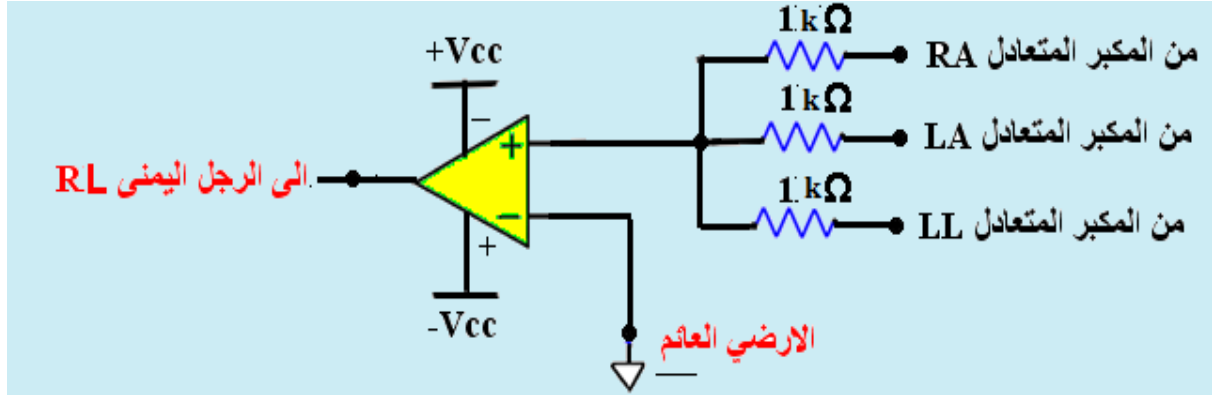 1 kΩ
من المكبر المتعادل RA
+Vcc
1 kΩ
من المكبر المتعادل LA
الى الرجل اليمنى RL
1 kΩ
من المكبر المتعادل LL
-Vcc
الارضي العائم